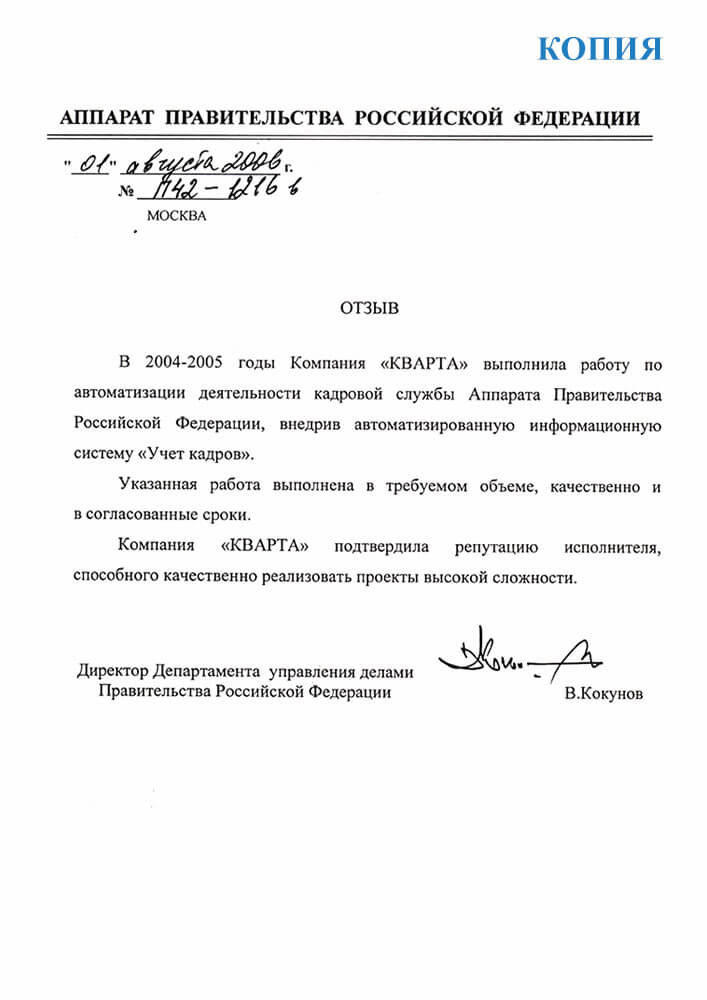 КОПИЯ
АППАРАТ ПРАВИТЕЛЬСТВА РОССИЙСКОЙ ФЕДЕРАЦИИ
"01" августа 2006 г.
№ П42-1216 в
МОСКВА
ОТЗЫВ
В 2004-2005 годы Компания «КВАРТА» выполнила работу по
автоматизации деятельности кадровой службы Аппарата Правительства
Российской Федерации, внедрив автоматизированную информационную
систему «Учет кадров».
Указанная работа выполнена в требуемом объеме, качественно и
в согласованные сроки.
Компания «КВАРТА» подтвердила репутацию исполнителя,
способного качественно реализовать проекты высокой сложности.
Директор Департамента управления делами
Правительства Российской Федерации
В.Кокунов